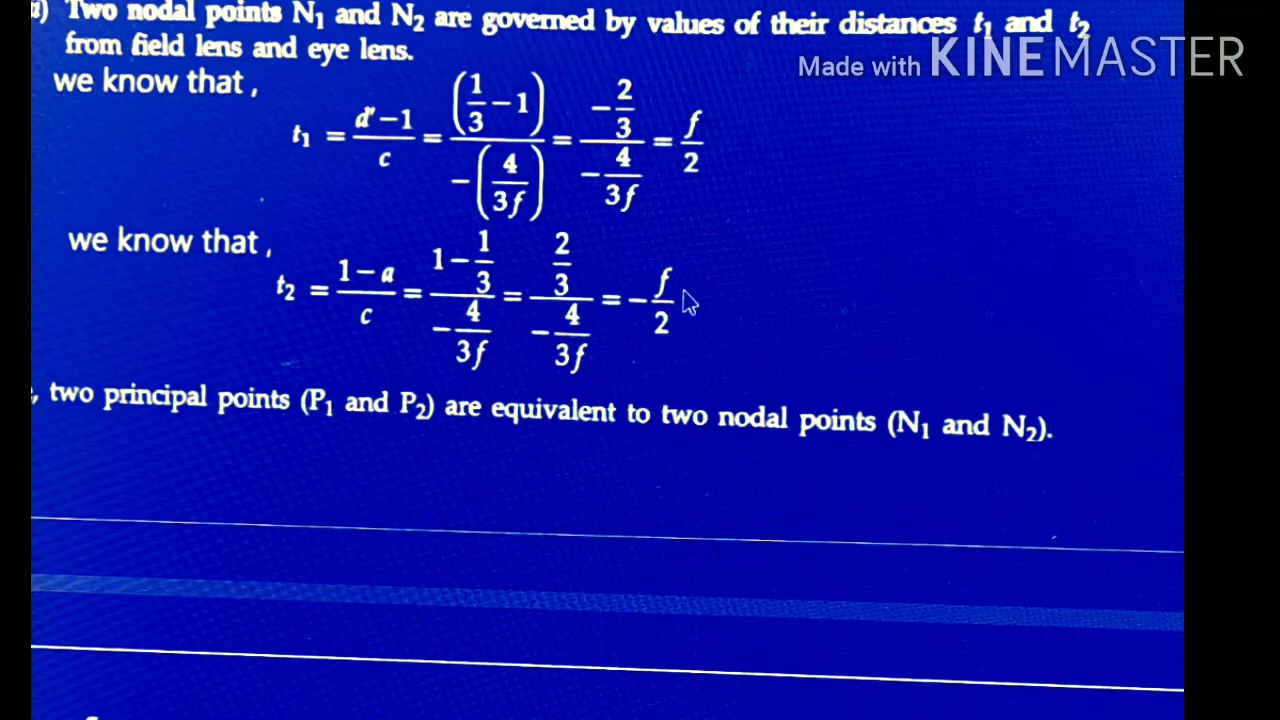 a) Two nodal points N₁ and N₂ are governed by values of their distances t₁ and t₂
from field lens and eye lens.
Made with KINEMASTER
we know that ,
t₁ = (d'−1)/c = (1/3 −1)/−(4/3f) = (−2/3)/(−4/3f) = f/2
we know that ,
t₂ = (1−a)/c = (1−1/3)/(−4/3f) = (2/3)/(−4/3f) = −f/2
, two principal points (P₁ and P₂) are equivalent to two nodal points (N₁ and N₂).